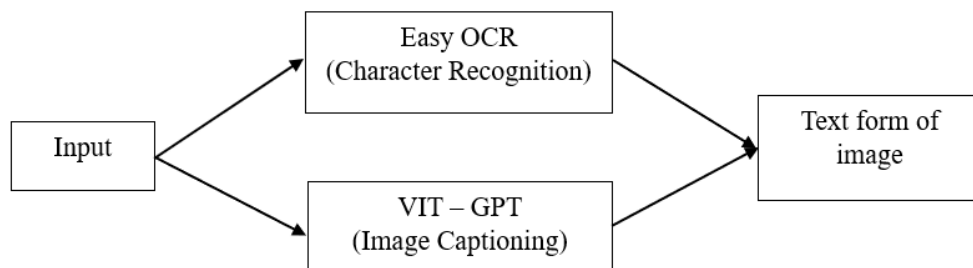 Easy OCR
(Character Recognition)
Input
Text form of
image
VIT – GPT
(Image Captioning)